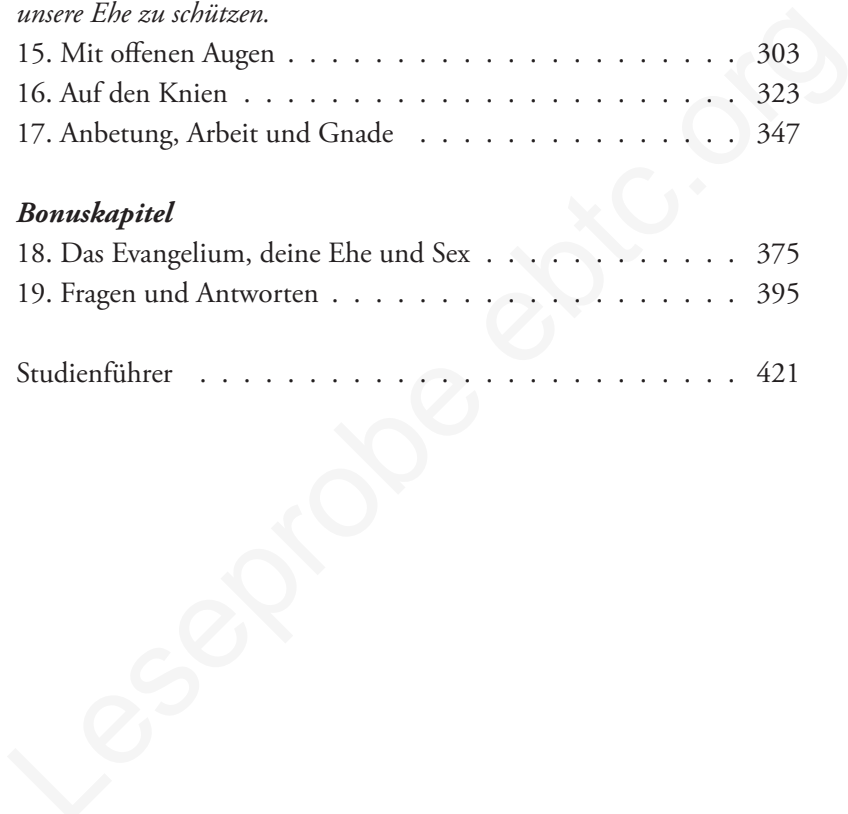 unsere Ehe zu schützen.
15. Mit offenen Augen . . . . . . . . . . . . . . . . . . . . . 303
16. Auf den Knien . . . . . . . . . . . . . . . . . . . . . . . 323
17. Anbetung, Arbeit und Gnade . . . . . . . . . . . . . . . 347
Bonuskapitel
18. Das Evangelium, deine Ehe und Sex . . . . . . . . . . . . 375
19. Fragen und Antworten . . . . . . . . . . . . . . . . . . . 395
Studienführer . . . . . . . . . . . . . . . . . . . . . . . . . 421
Leseprobe ebtc.org